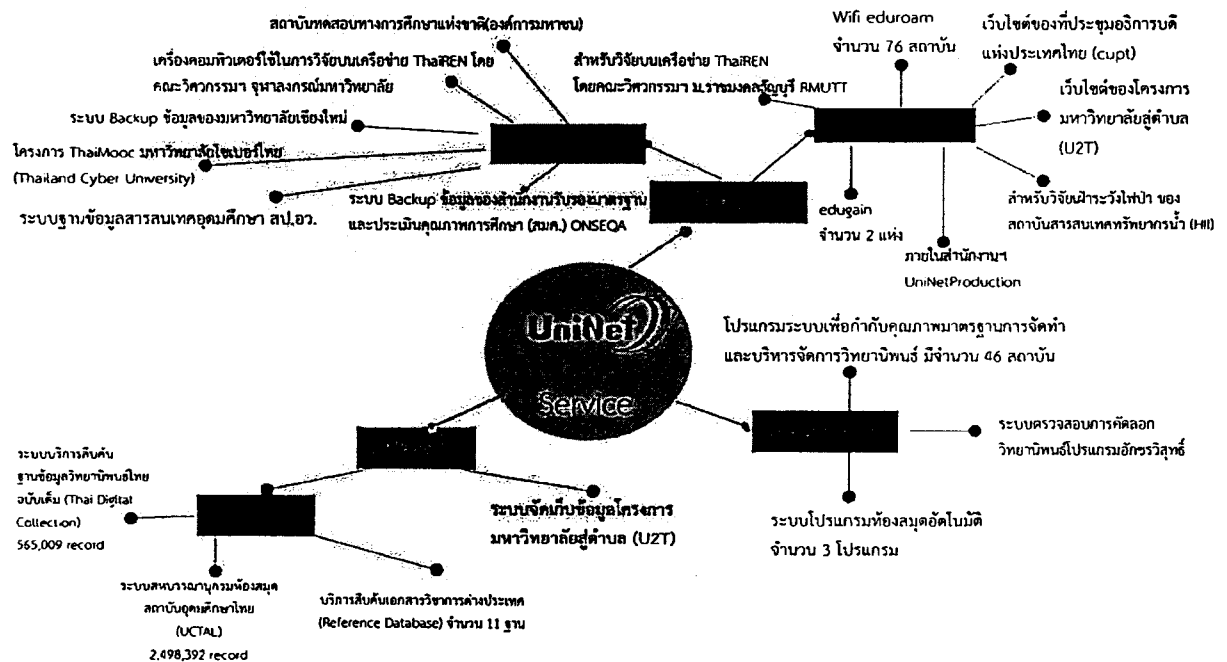 สถาบันทดสอบทางการศึกษาแห่งชาติ(องค์การมหาชน)
เครื่องคอมพิวเตอร์ใช้ในการวิจัยบนเครือข่าย ThaiREN โดย
คณะวิศวกรรมฯ จุฬาลงกรณ์มหาวิทยาลัย
ระบบ Backup ข้อมูลของมหาวิทยาลัยเชียงใหม่
โครงการ ThaiMooc มหาวิทยาลัยไซเบอร์ไทย
(Thailand Cyber University)
ระบบฐานข้อมูลสารสนเทศอุดมศึกษา สป.อว.
ระบบ Backup ข้อมูลของสำนักงานรับรองมาตรฐาน
และประเมินคุณภาพการศึกษา (สมศ.) ONSEQA
สำหรับวิจัยบนเครือข่าย ThaiREN
โดยคณะวิศวกรรมฯ ม.ราชมงคลธัญบุรี RMUTT
Wifi eduroam
จำนวน 76 สถาบัน
เว็บไซต์ของที่ประชุมอธิการบดี
แห่งประเทศไทย (cupt)
เว็บไซต์ของโครงการ
มหาวิทยาลัยสู่ตำบล
(U2T)
สำหรับวิจัยเฝ้าระวังไฟป่า ของ
สถาบันสารสนเทศทรัพยากรน้ำ (HII)
edugain
จำนวน 2 แห่ง
ภายในสำนักงานฯ
UniNetProduction
UniNet
Service
โปรแกรมระบบเพื่อกำกับคุณภาพมาตรฐานการจัดทำ
และบริหารจัดการวิทยานิพนธ์ มีจำนวน 46 สถาบัน
ระบบตรวจสอบการคัดลอก
วิทยานิพนธ์โปรแกรมอักขราวิสุทธิ์
ระบบโปรแกรมห้องสมุดอัตโนมัติ
จำนวน 3 โปรแกรม
ระบบบริการสืบค้น
ฐานข้อมูลวิทยานิพนธ์ไทย
ฉบับเต็ม (Thai Digital
Collection)
565,009 record
ระบบสหบรรณานุกรมห้องสมุด
สถาบันอุดมศึกษาไทย
(UCTAL)
2,498,392 record
บริการสืบค้นเอกสารวิชาการต่างประเทศ
(Reference Database) จำนวน 11 ฐาน
ระบบจัดเก็บข้อมูลโครงการ
มหาวิทยาลัยสู่ตำบล (U2T)